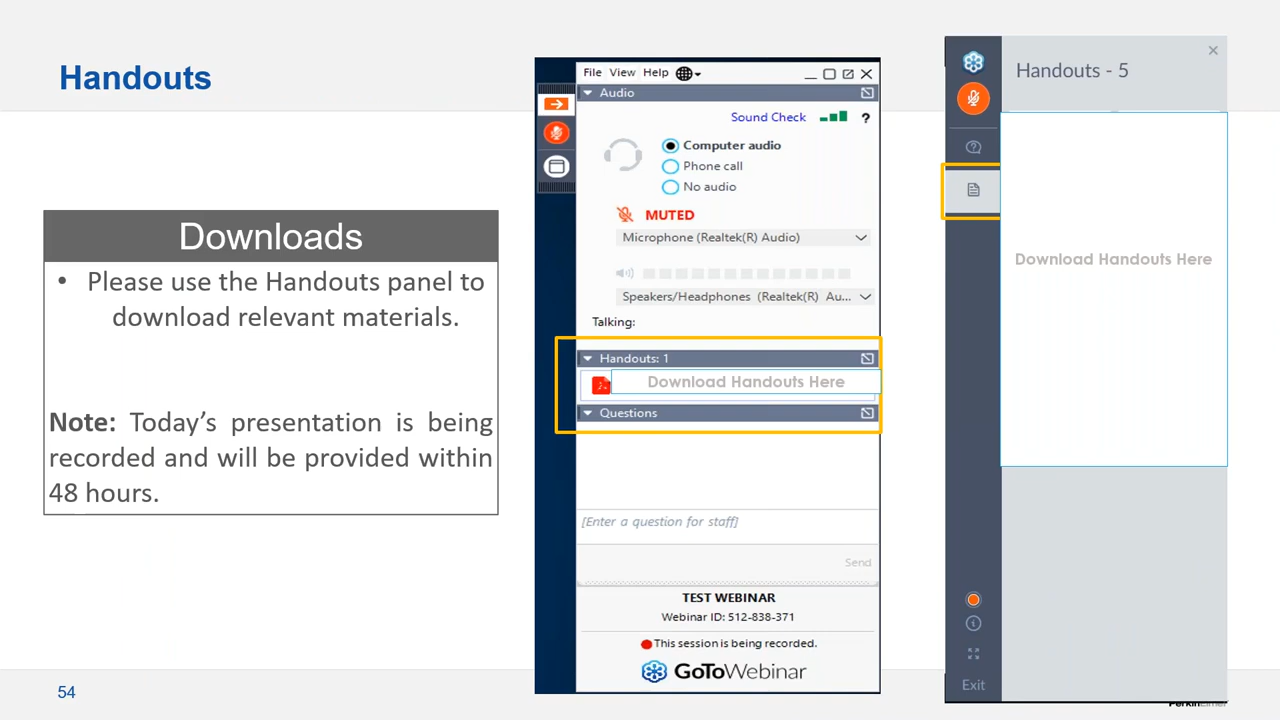 Handouts
Downloads
• Please use the Handouts panel to
download relevant materials.
Note: Today's presentation is being
recorded and will be provided within
48 hours.
54
File View Help
Audio
Sound Check ?
Computer audio
Phone call
No audio
MUTED
Microphone (Realtek(R) Audio)
Speakers/Headphones (Realtek(R) Au...
Talking:
Handouts: 1
Download Handouts Here
Questions
[Enter a question for staff]
Send
TEST WEBINAR
Webinar ID: 512-838-371
This session is being recorded.
GoToWebinar
Handouts - 5
Download Handouts Here
Exit